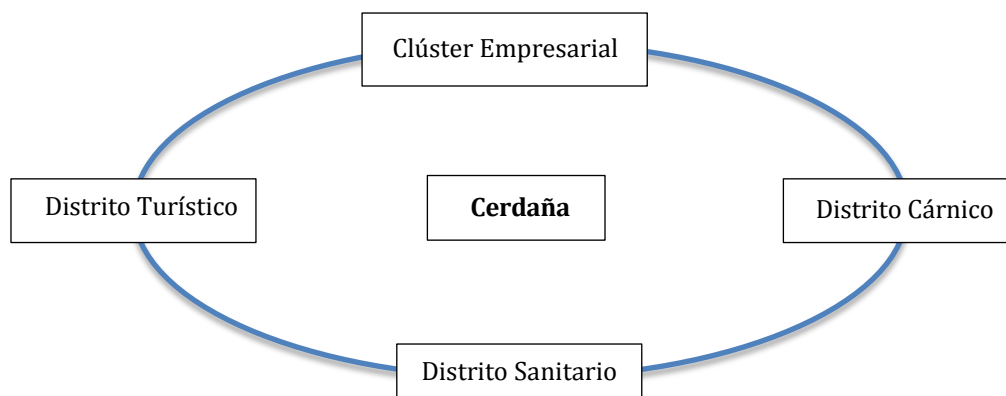 Clúster Empresarial
Distrito Turístico
Cerdaña
Distrito Cárnico
Distrito Sanitario